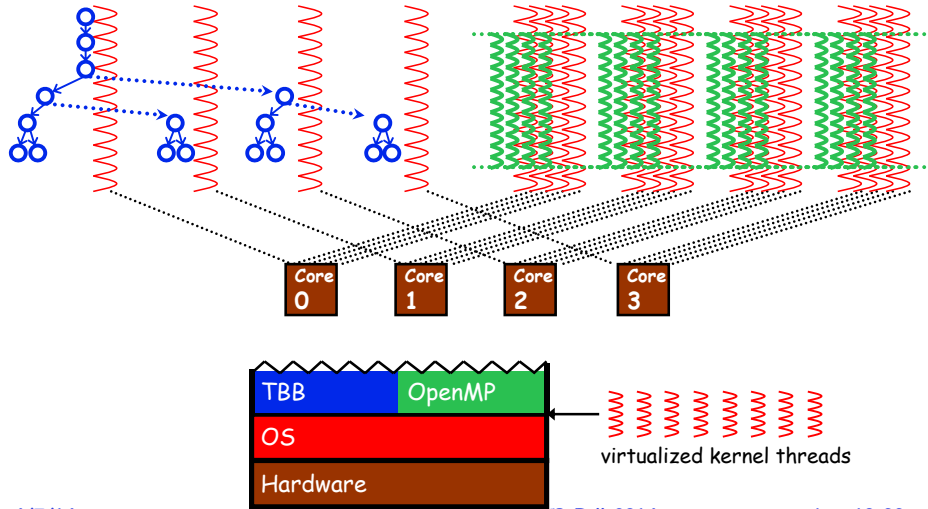 Core
0
Core
1
Core
2
Core
3
TBB
OpenMP
OS
virtualized kernel threads
Hardware